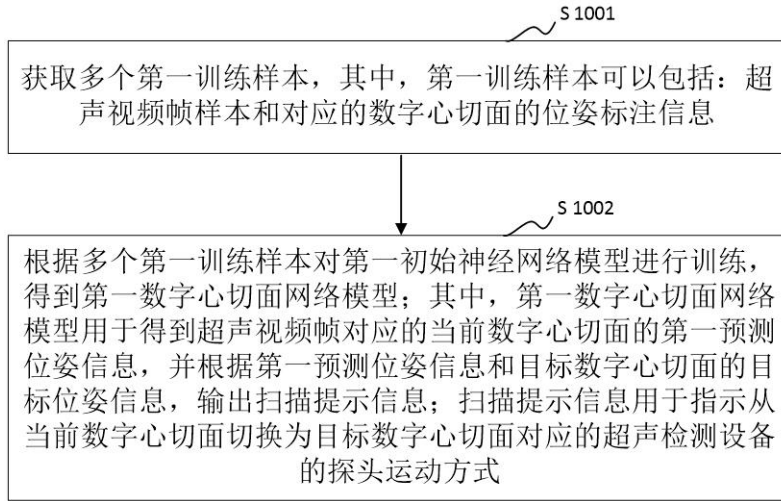 S 1001
获取多个第一训练样本，其中，第一训练样本可以包括：超
声视频帧样本和对应的数字心切面的位姿标注信息
S 1002
根据多个第一训练样本对第一初始神经网络模型进行训练，
得到第一数字心切面网络模型；其中，第一数字心切面网络
模型用于得到超声视频帧对应的当前数字心切面的第一预测
位姿信息，并根据第一预测位姿信息和目标数字心切面的目
标位姿信息，输出扫描提示信息；扫描提示信息用于指示从
当前数字心切面切换为目标数字心切面对应的超声检测设备
的探头运动方式